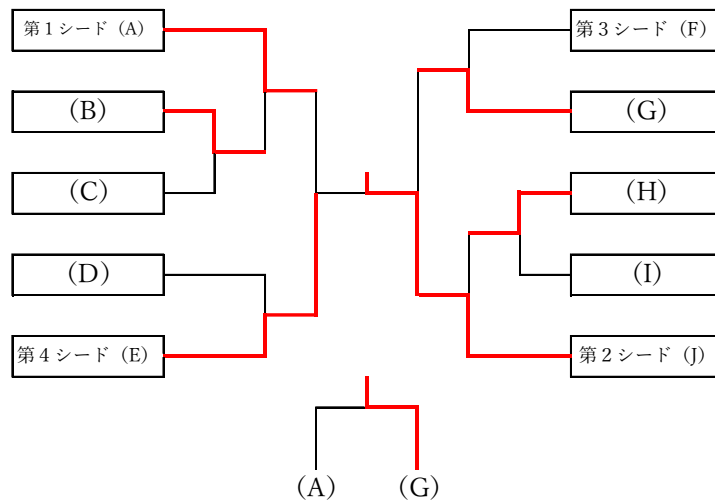 第１シード（A）
（B）
（C）
（D）
第４シード（E）
第３シード（F）
（G）
（H）
（I）
第２シード（J）
（A）
（G）